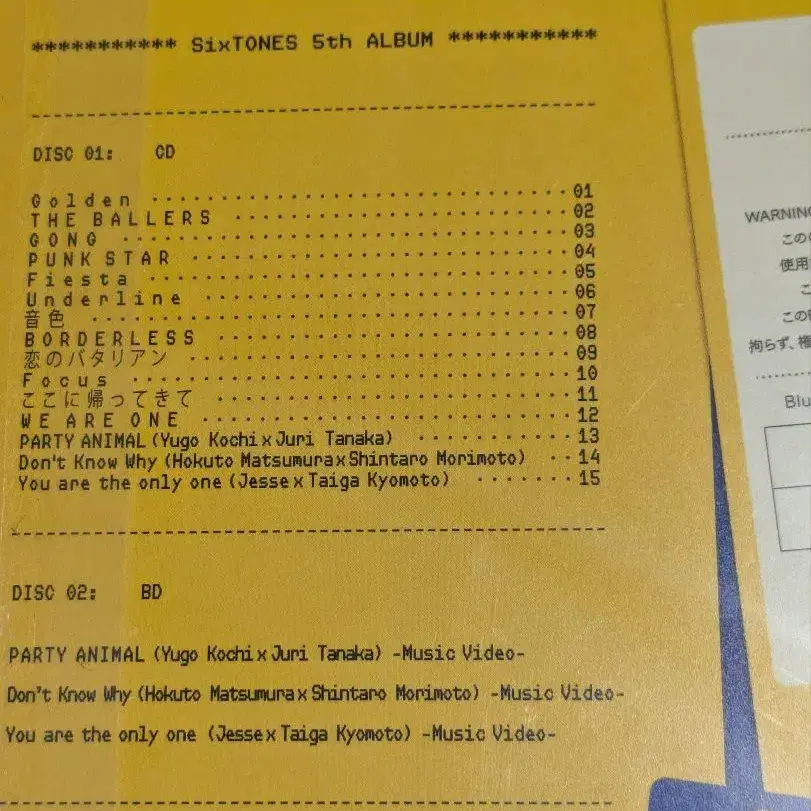 *********** SixTONES 5th ALBUM ***********
DISC 01: CD
Golden 01
THE BALLERS 02
GONG 03
PUNK STAR 04
Fiesta 05
Underline 06
音色 07
BORDERLESS 08
恋のバタリアン 09
Focus 10
ここに帰ってきて 11
WE ARE ONE 12
PARTY ANIMAL (Yugo Kochi x Juri Tanaka) 13
Don't Know Why (Hokuto Matsumura x Shintaro Morimoto) 14
You are the only one (Jesse x Taiga Kyomoto) 15
DISC 02: BD
PARTY ANIMAL (Yugo Kochi x Juri Tanaka) -Music Video-
Don't Know Why (Hokuto Matsumura x Shintaro Morimoto) -Music Video-
You are the only one (Jesse x Taiga Kyomoto) -Music Video-
WARNING
この
使用
こ
この
拘らず、権
Blu